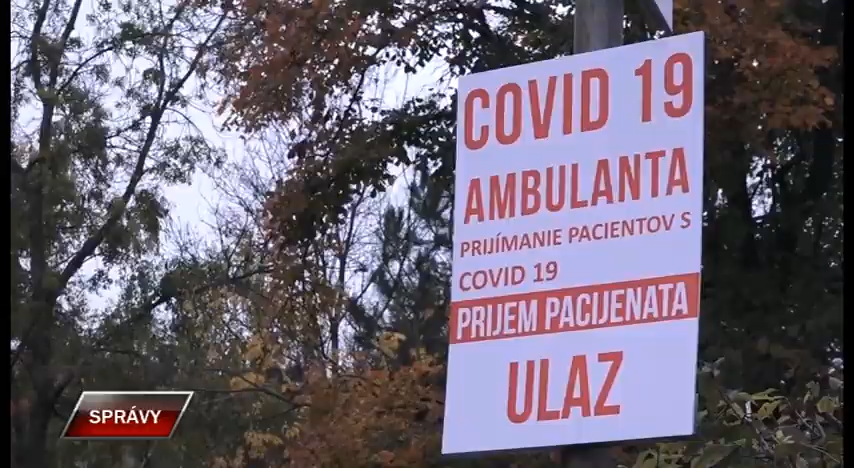 COVID 19
AMBULANTA
PRIJÍMANIE PACIENTOV S
COVID 19
PRIJEM PACIJENATA
ULAZ
SPRÁVY